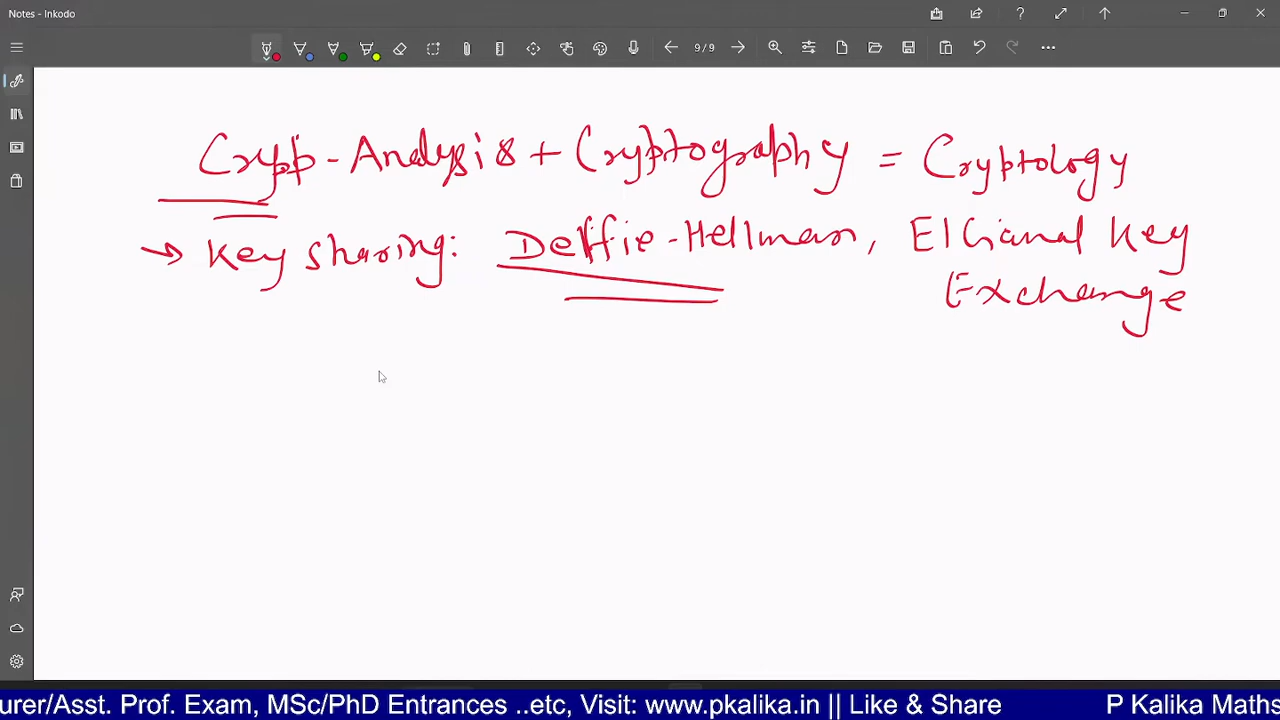 Notes - Inkodo
9/9
Crypp-Analysis + Cryptography = Cryptology
→ Key sharing: Deffie-Hellman, ElGamal Key
Exchange
urer/Asst. Prof. Exam, MSc/PhD Entrances ..etc, Visit: www.pkalika.in || Like & Share P Kalika Maths